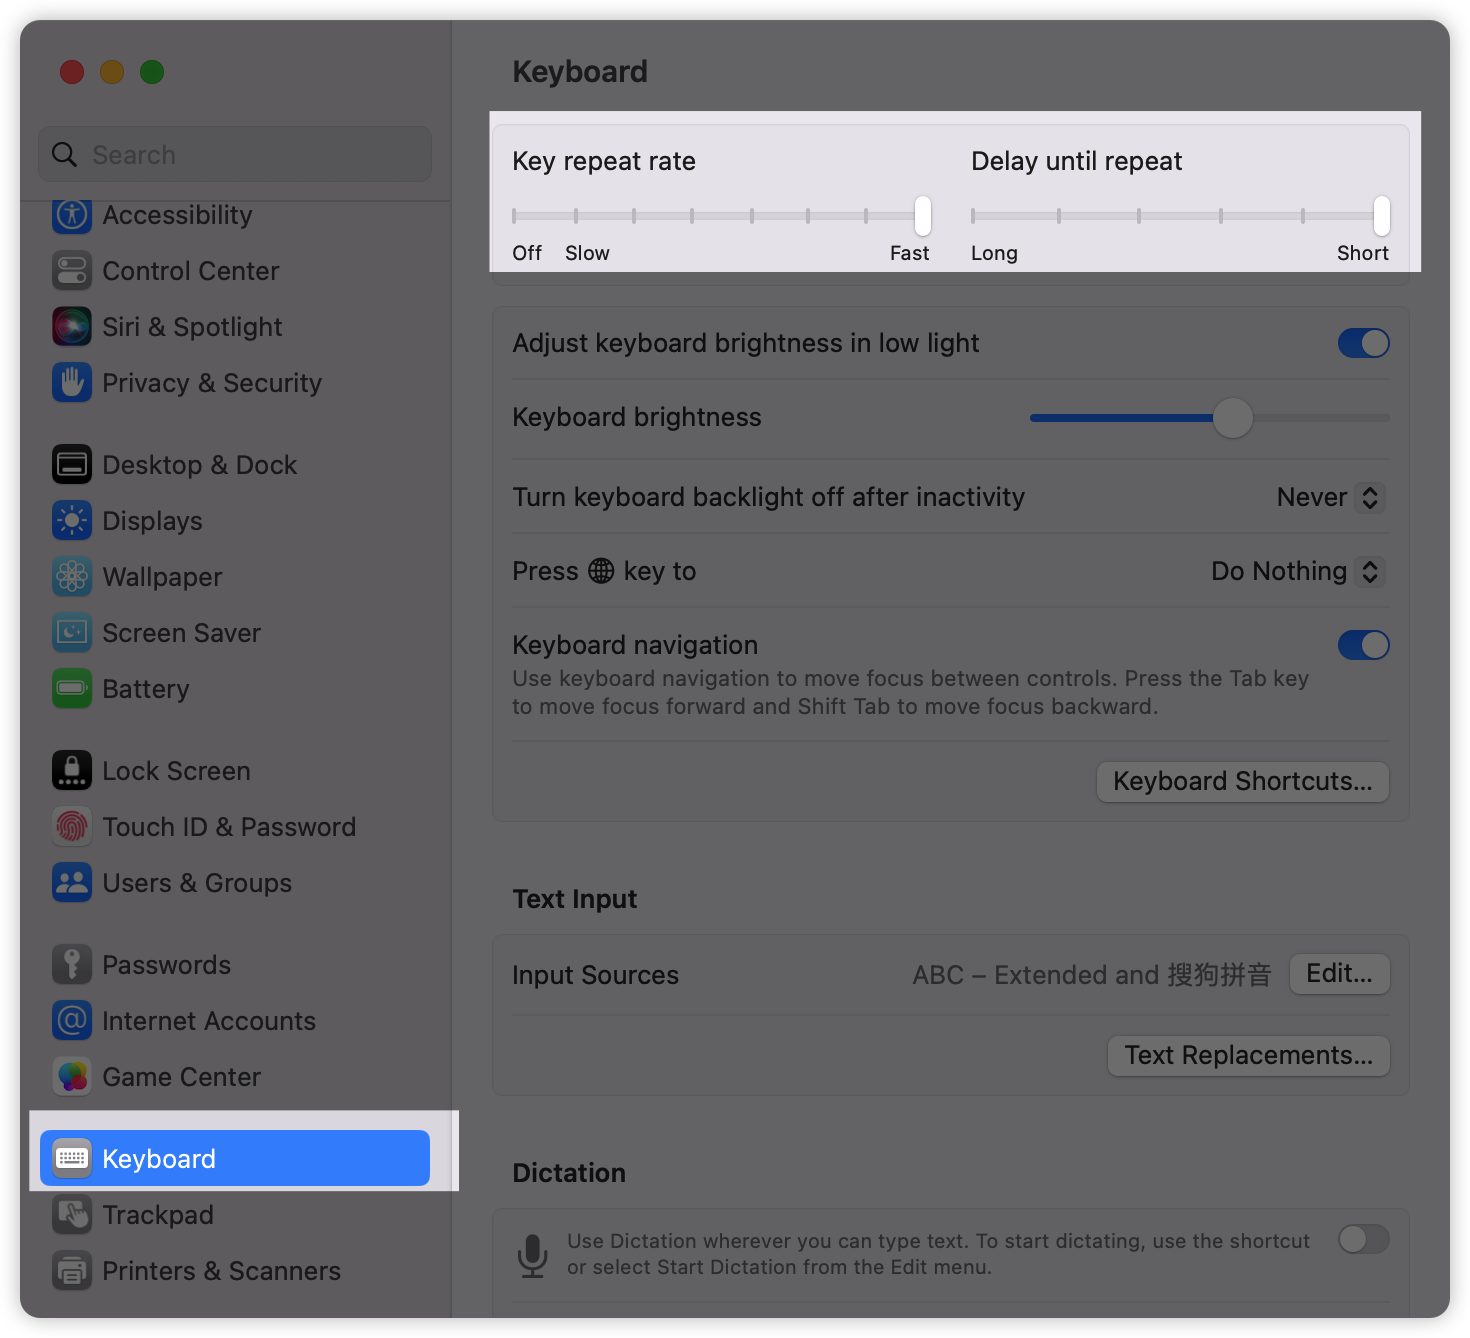 Search
Accessibility
Control Center
Siri & Spotlight
Privacy & Security
Desktop & Dock
Displays
Wallpaper
Screen Saver
Battery
Lock Screen
Touch ID & Password
Users & Groups
Passwords
Internet Accounts
Game Center
Keyboard
Trackpad
Printers & Scanners
Keyboard
Key repeat rate
Off Slow Fast
Delay until repeat
Long Short
Adjust keyboard brightness in low light
Keyboard brightness
Turn keyboard backlight off after inactivity Never
Press key to Do Nothing
Keyboard navigation
Use keyboard navigation to move focus between controls. Press the Tab key
to move focus forward and Shift Tab to move focus backward.
Keyboard Shortcuts...
Text Input
Input Sources ABC – Extended and 搜狗拼音 Edit...
Text Replacements...
Dictation
Use Dictation wherever you can type text. To start dictating, use the shortcut
or select Start Dictation from the Edit menu.